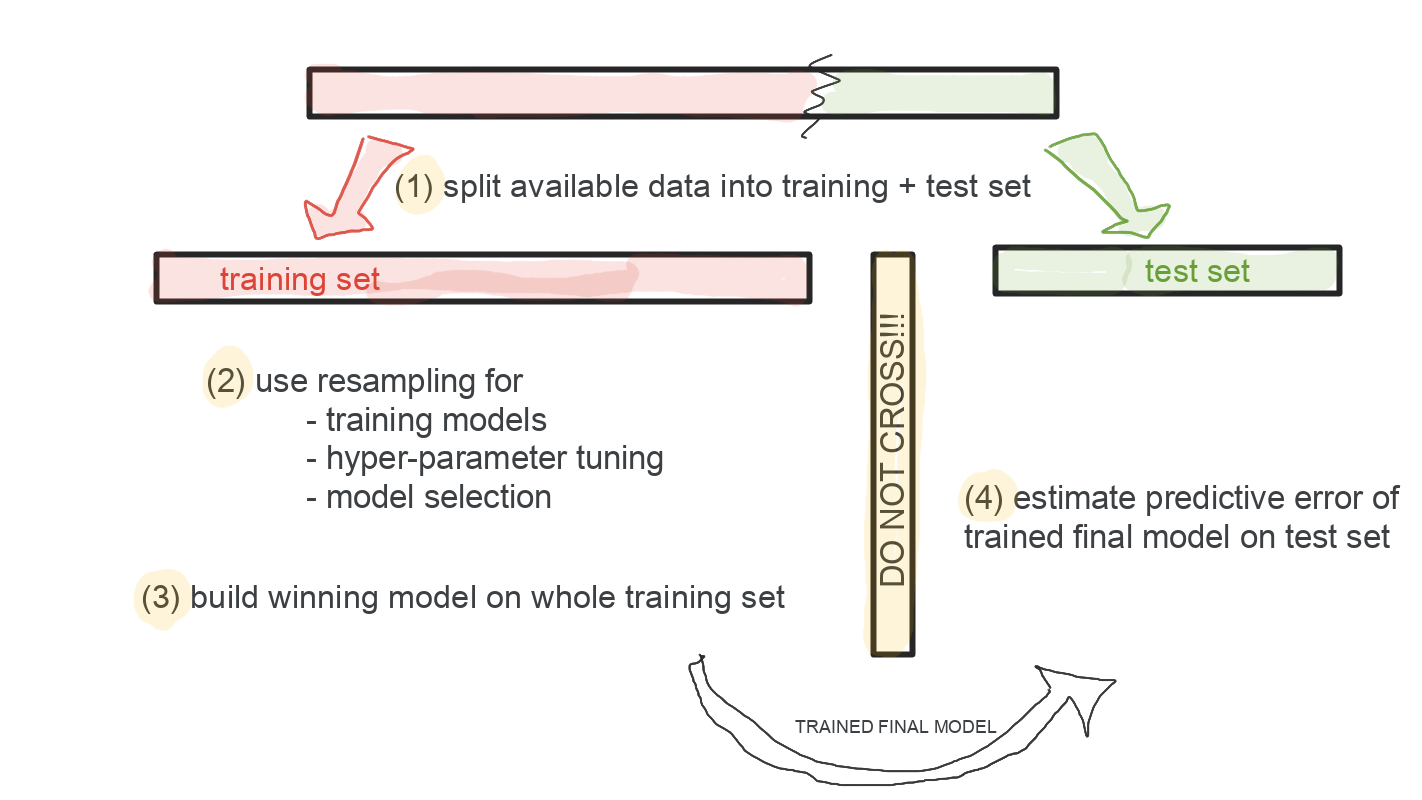 (1) split available data into training + test set
training set
test set
(2) use resampling for
- training models
- hyper-parameter tuning
- model selection
(3) build winning model on whole training set
DO NOT CROSS!!!
(4) estimate predictive error of
trained final model on test set
TRAINED FINAL MODEL